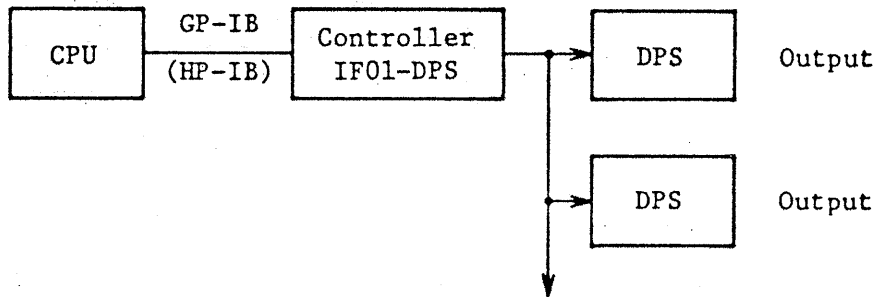 CPU
GP-IB
(HP-IB)
Controller
IF01-DPS
DPS
Output
DPS
Output